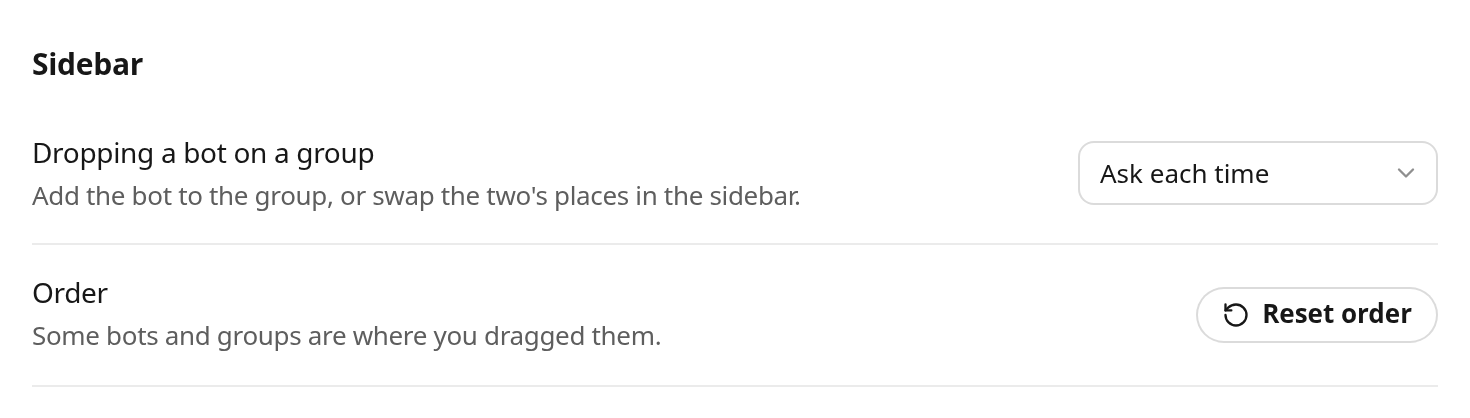 Sidebar
Dropping a bot on a group
Add the bot to the group, or swap the two's places in the sidebar.
Ask each time
Order
Some bots and groups are where you dragged them.
Reset order